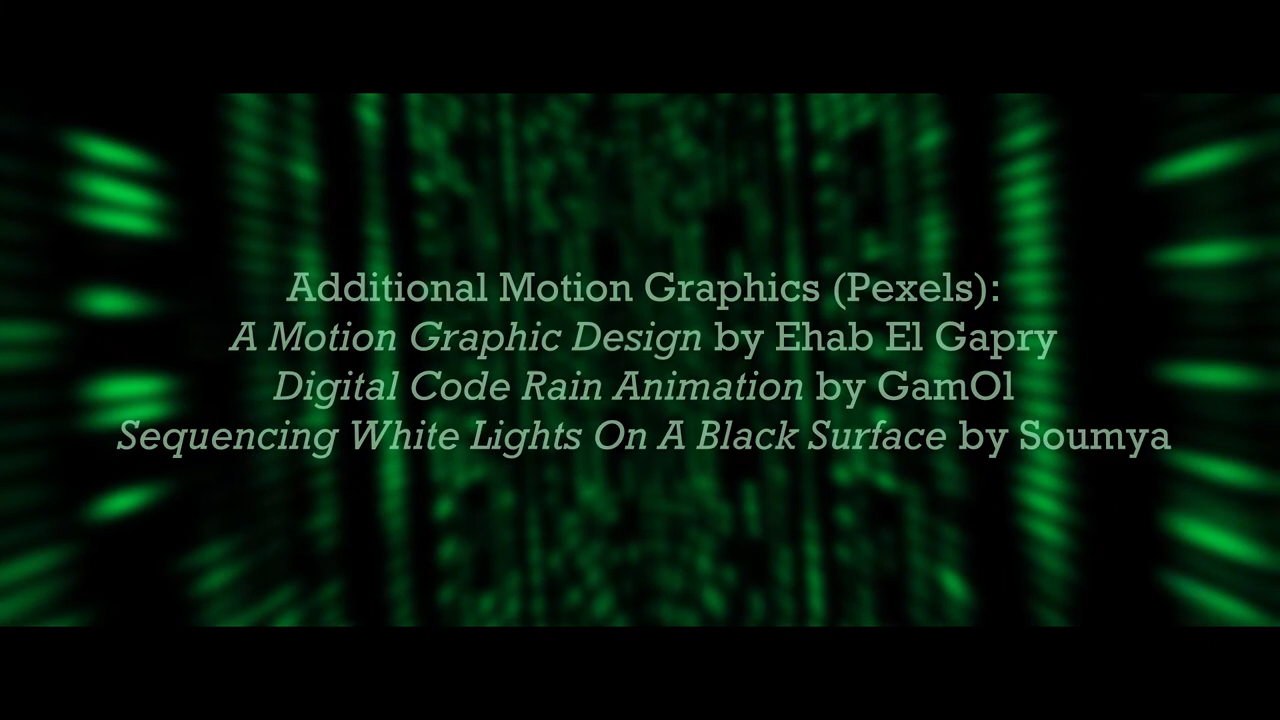 Additional Motion Graphics (Pexels):
A Motion Graphic Design by Ehab El Gapry
Digital Code Rain Animation by GamOl
Sequencing White Lights On A Black Surface by Soumya